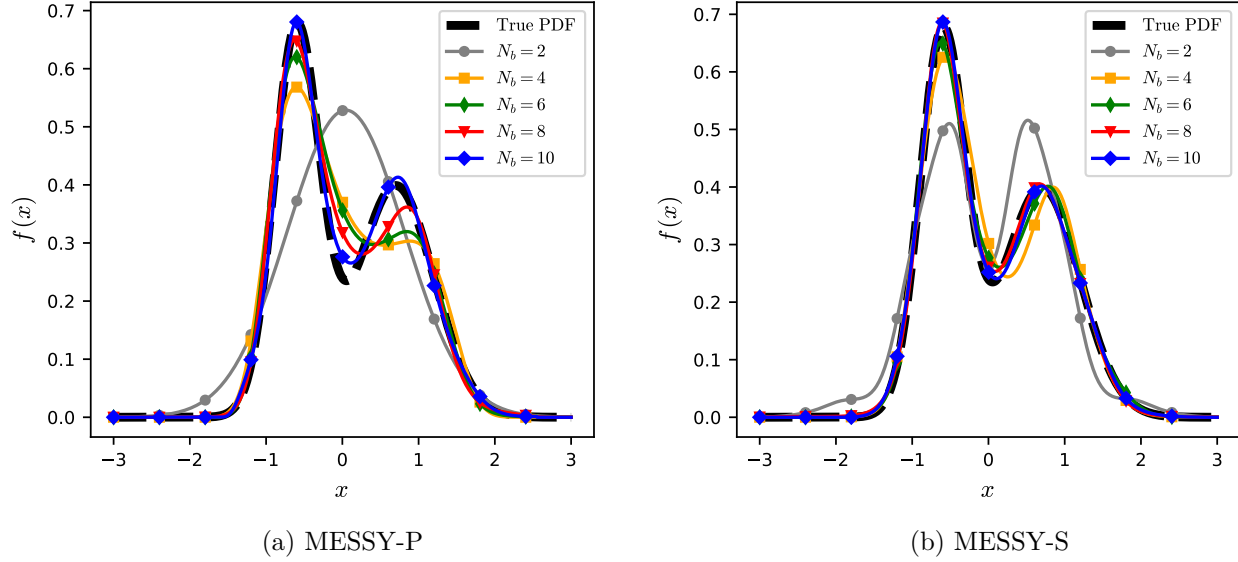 True PDF
N_b = 2
N_b = 4
N_b = 6
N_b = 8
N_b = 10
0.7
0.6
0.5
0.4
0.3
0.2
0.1
0.0
f(x)
−3 −2 −1 0 1 2 3
x
(a) MESSY-P
True PDF
N_b = 2
N_b = 4
N_b = 6
N_b = 8
N_b = 10
0.7
0.6
0.5
0.4
0.3
0.2
0.1
0.0
f(x)
−3 −2 −1 0 1 2 3
x
(b) MESSY-S